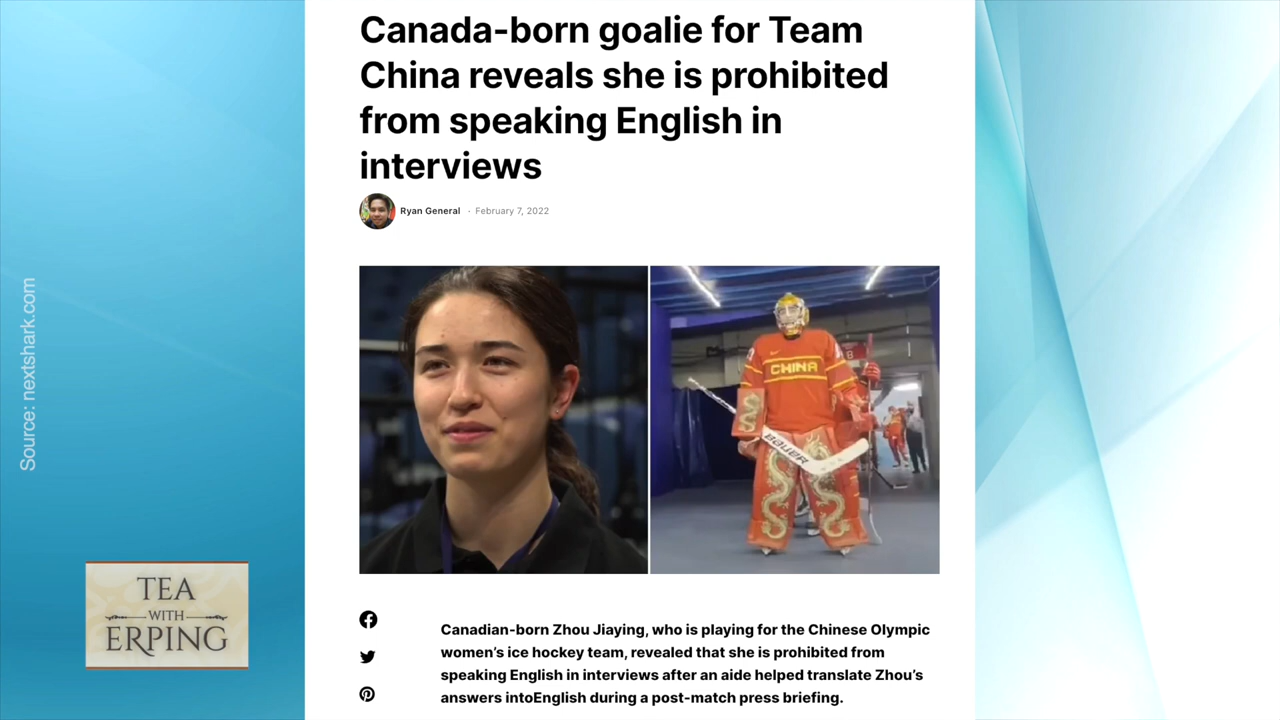 Canada-born goalie for Team
China reveals she is prohibited
from speaking English in
interviews
Ryan General · February 7, 2022
CHINA
BAUER
Source: nextshark.com
TEA
WITH
ERPING
Canadian-born Zhou Jiaying, who is playing for the Chinese Olympic
women's ice hockey team, revealed that she is prohibited from
speaking English in interviews after an aide helped translate Zhou's
answers intoEnglish during a post-match press briefing.